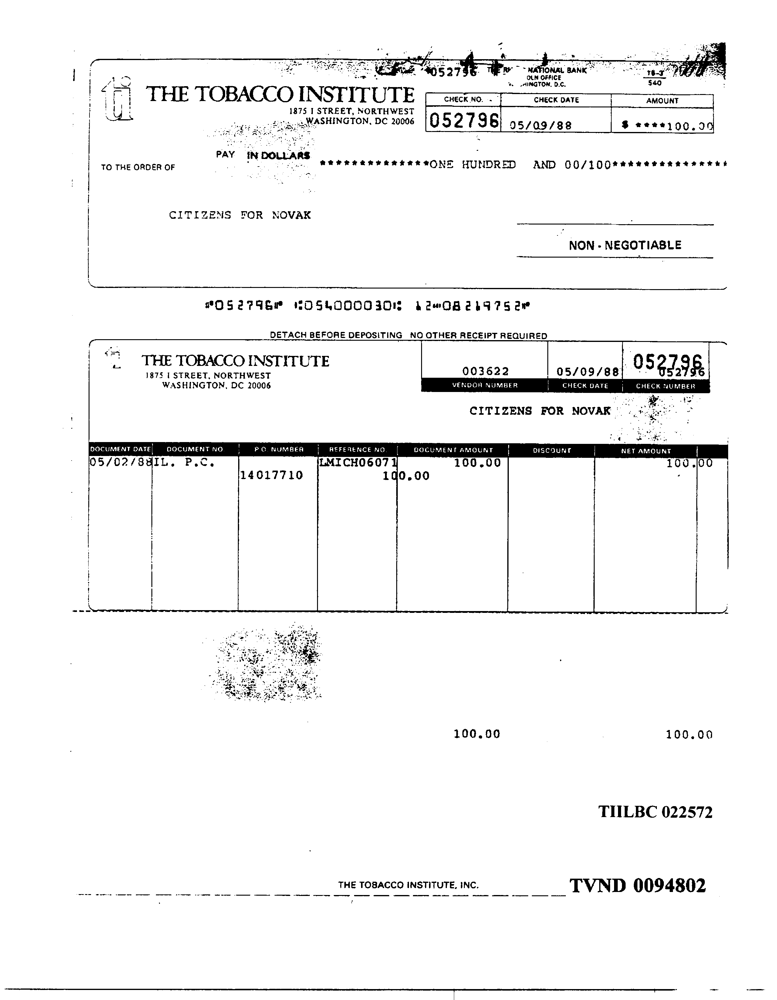 052796 NATIONAL BANK
OLN OFFICE
D.C.
15-3
540
ti
THE TOBACCO INSTITUTE
1875 I STREET, NORTHWEST
WASHINGTON, DC 20006
CHECK NO. CHECK DATE AMOUNT
052796 05/09/88 $ ****100.00
PAY IN DOLLARS
TO THE ORDER OF
**************ONE HUNDRED AND 00/100***************
CITIZENS FOR NOVAK
NON - NEGOTIABLE
⑈052796⑈ ⑆054000030⑆ 12⑈08219752⑈
DETACH BEFORE DEPOSITING NO OTHER RECEIPT REQUIRED
THE TOBACCO INSTITUTE
1875 I STREET, NORTHWEST
WASHINGTON, DC 20006
003622 05/09/88 052796
052796
VENDOR NUMBER CHECK DATE CHECK NUMBER
CITIZENS FOR NOVAK
DOCUMENT DATE DOCUMENT NO P O NUMBER REFERENCE NO DOCUMENT AMOUNT DISCOUNT NET AMOUNT
05/02/88 IL. P.C. LMICH06071 100.00 100.00
14017710 100.00
100.00 100.00
TIILBC 022572
THE TOBACCO INSTITUTE, INC.
TVND 0094802